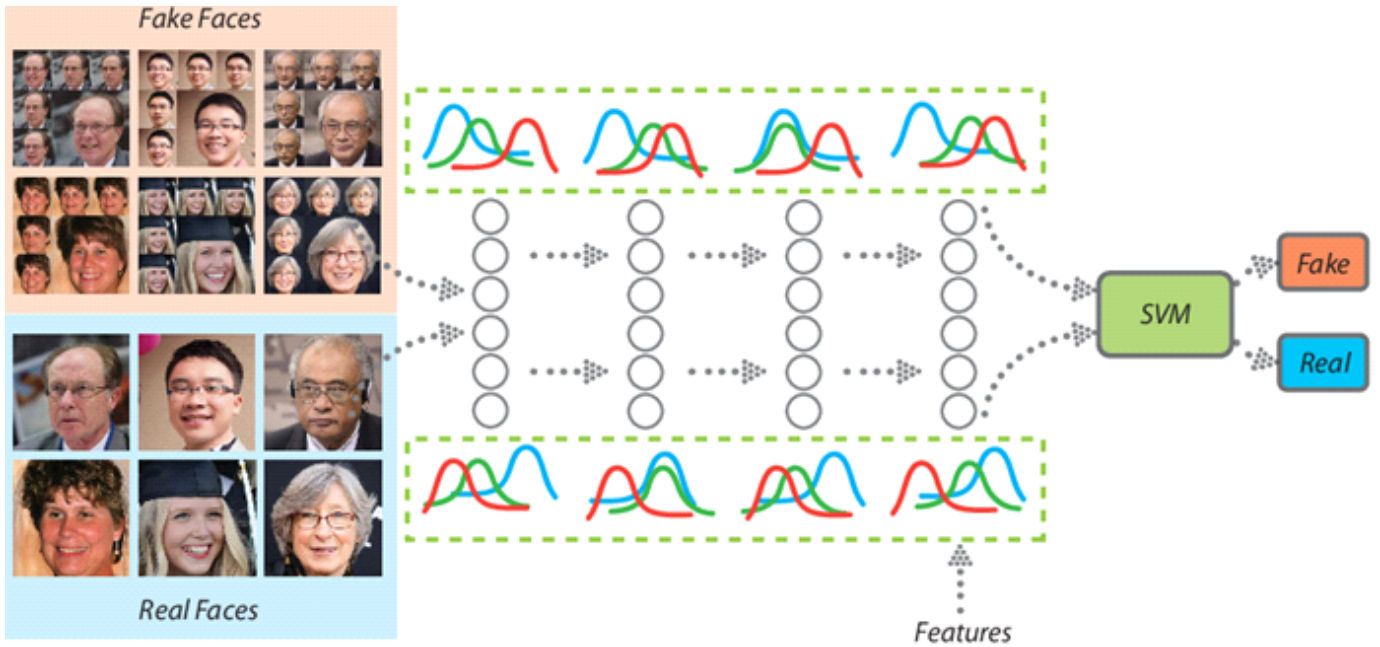 Fake Faces
SVM
Fake
Real
Real Faces
Features